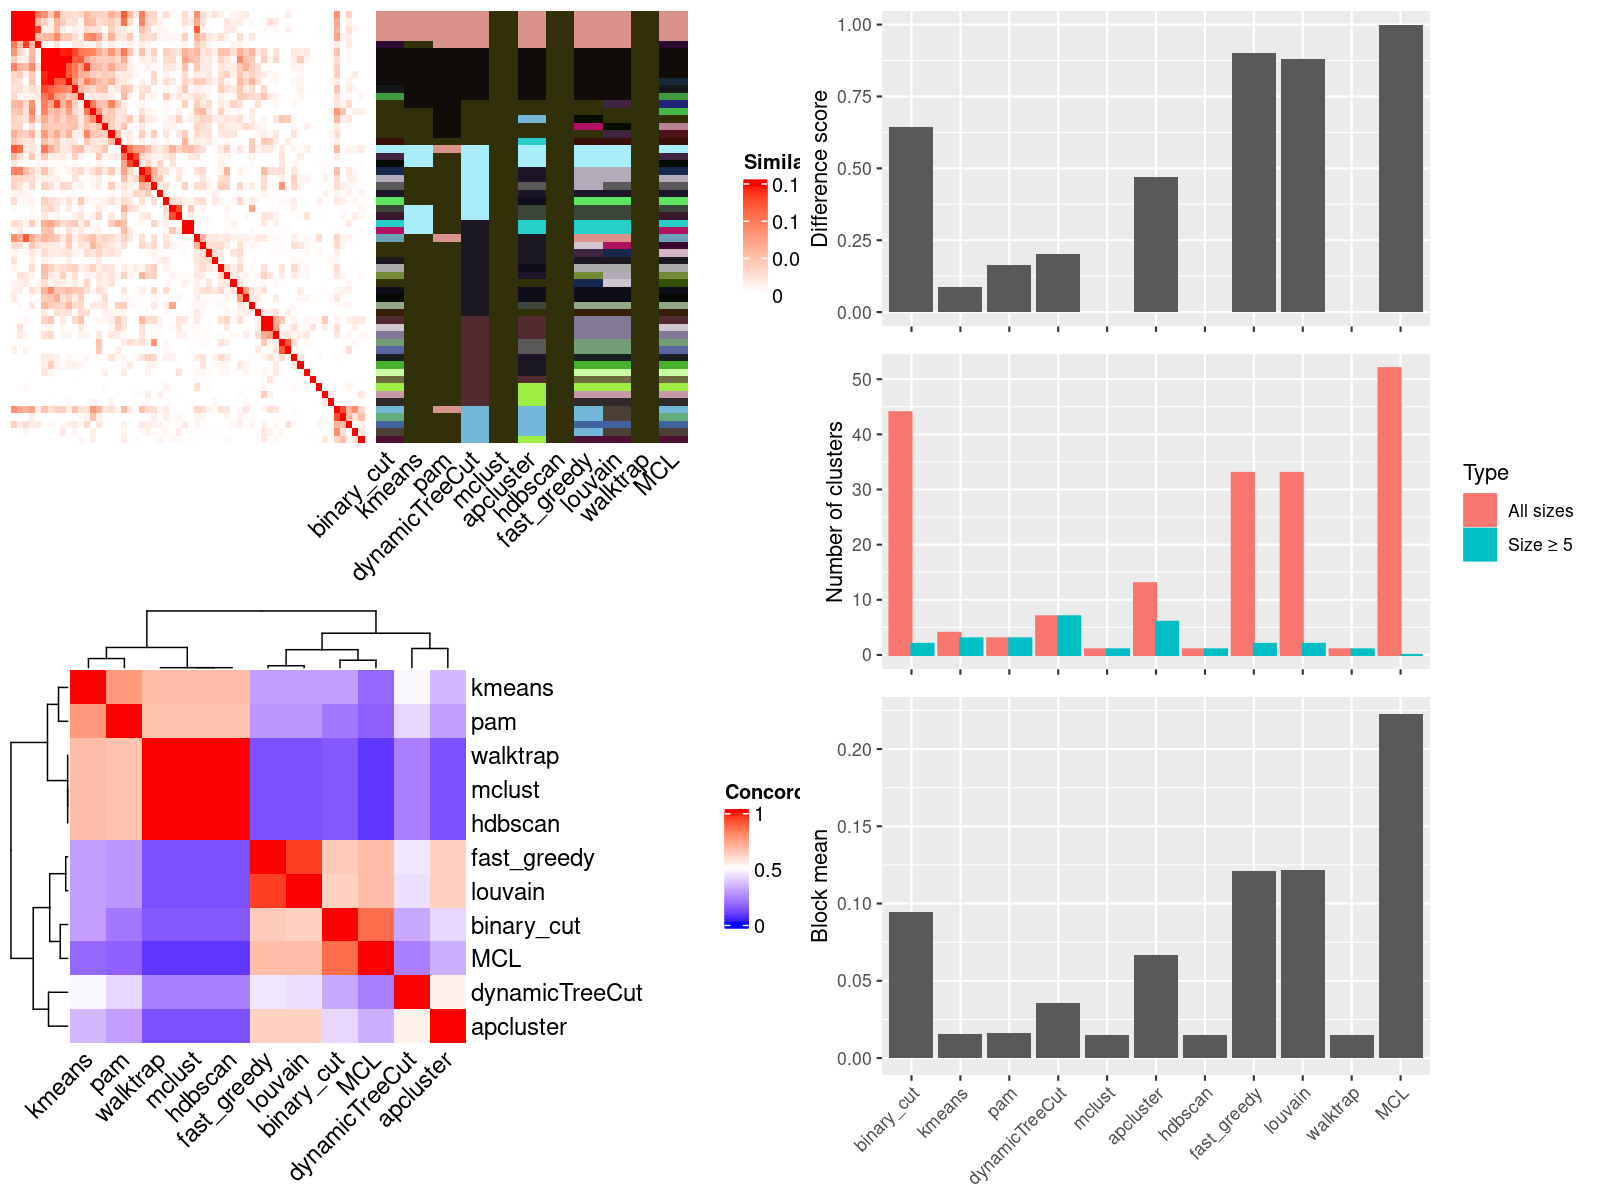 Simila
0.1
0.1
0.0
0
binary_cut
kmeans
pam
dynamicTreeCut
mclust
apcluster
hdbscan
fast_greedy
louvain
walktrap
MCL
kmeans
pam
walktrap
mclust
hdbscan
fast_greedy
louvain
binary_cut
MCL
dynamicTreeCut
apcluster
kmeans
pam
walktrap
mclust
hdbscan
fast_greedy
louvain
binary_cut
MCL
dynamicTreeCut
apcluster
Concord
1
0.5
0
Difference score
1.00
0.75
0.50
0.25
0.00
Number of clusters
50
40
30
20
10
0
Type
All sizes
Size ≥ 5
Block mean
0.20
0.15
0.10
0.05
0.00
binary_cut
kmeans
pam
dynamicTreeCut
mclust
apcluster
hdbscan
fast_greedy
louvain
walktrap
MCL